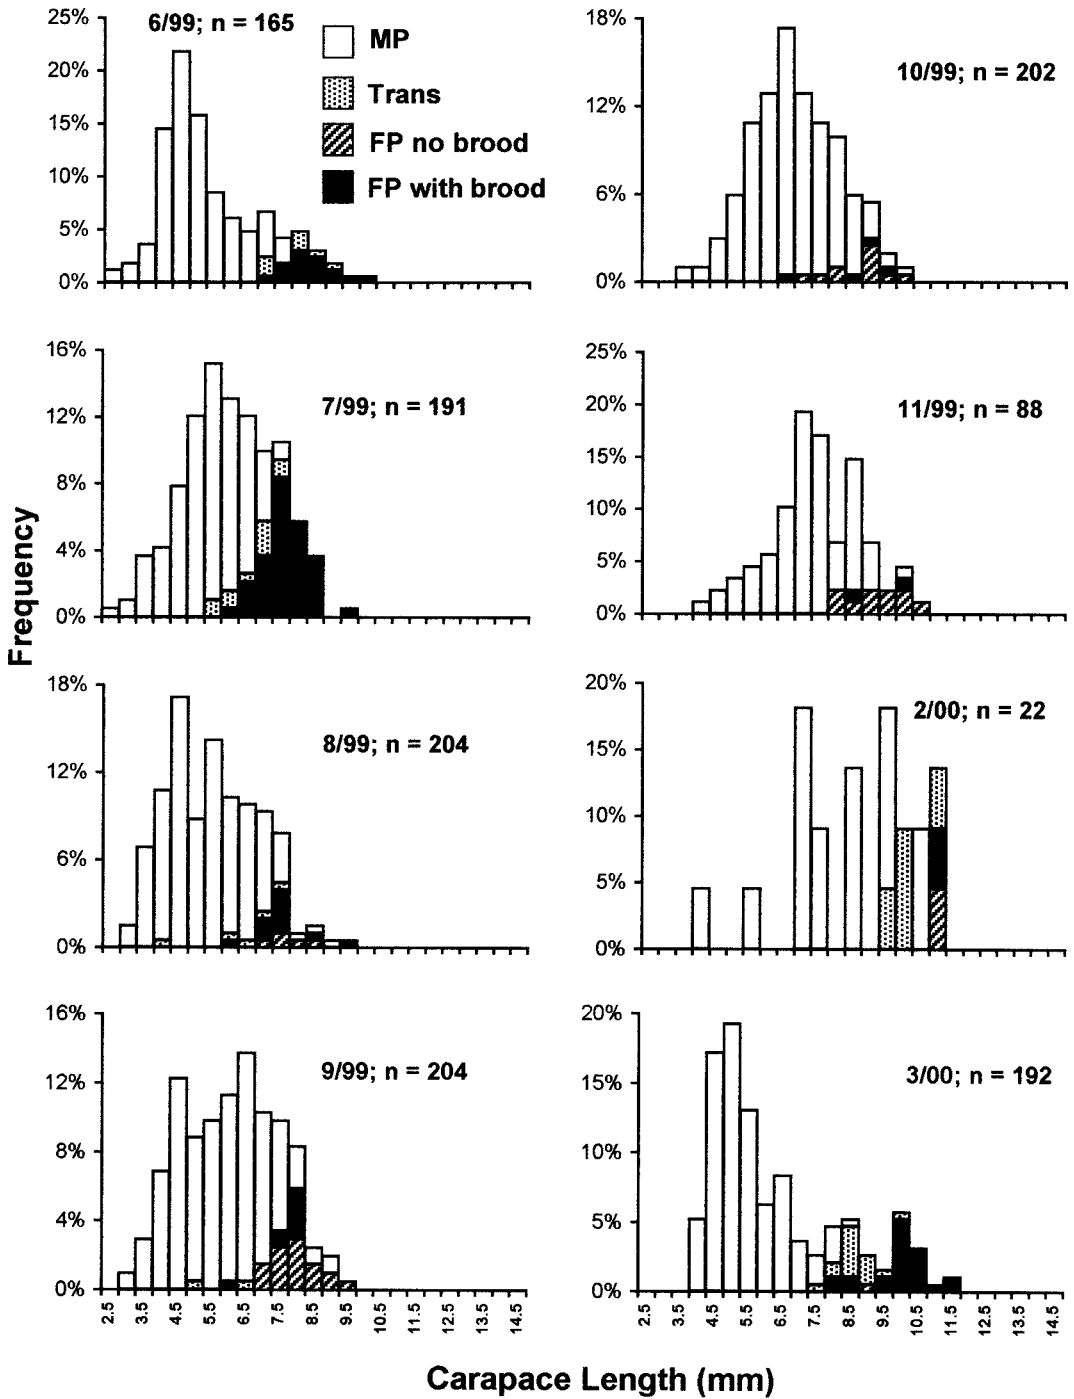 6/99; n = 165
MP
Trans
FP no brood
FP with brood
25%
20%
15%
10%
5%
0%
10/99; n = 202
18%
12%
6%
0%
7/99; n = 191
16%
12%
8%
4%
0%
11/99; n = 88
25%
20%
15%
10%
5%
0%
Frequency
8/99; n = 204
18%
12%
6%
0%
2/00; n = 22
20%
15%
10%
5%
0%
9/99; n = 204
16%
12%
8%
4%
0%
2.5 3.5 4.5 5.5 6.5 7.5 8.5 9.5 10.5 11.5 12.5 13.5 14.5
3/00; n = 192
20%
15%
10%
5%
0%
2.5 3.5 4.5 5.5 6.5 7.5 8.5 9.5 10.5 11.5 12.5 13.5 14.5
Carapace Length (mm)